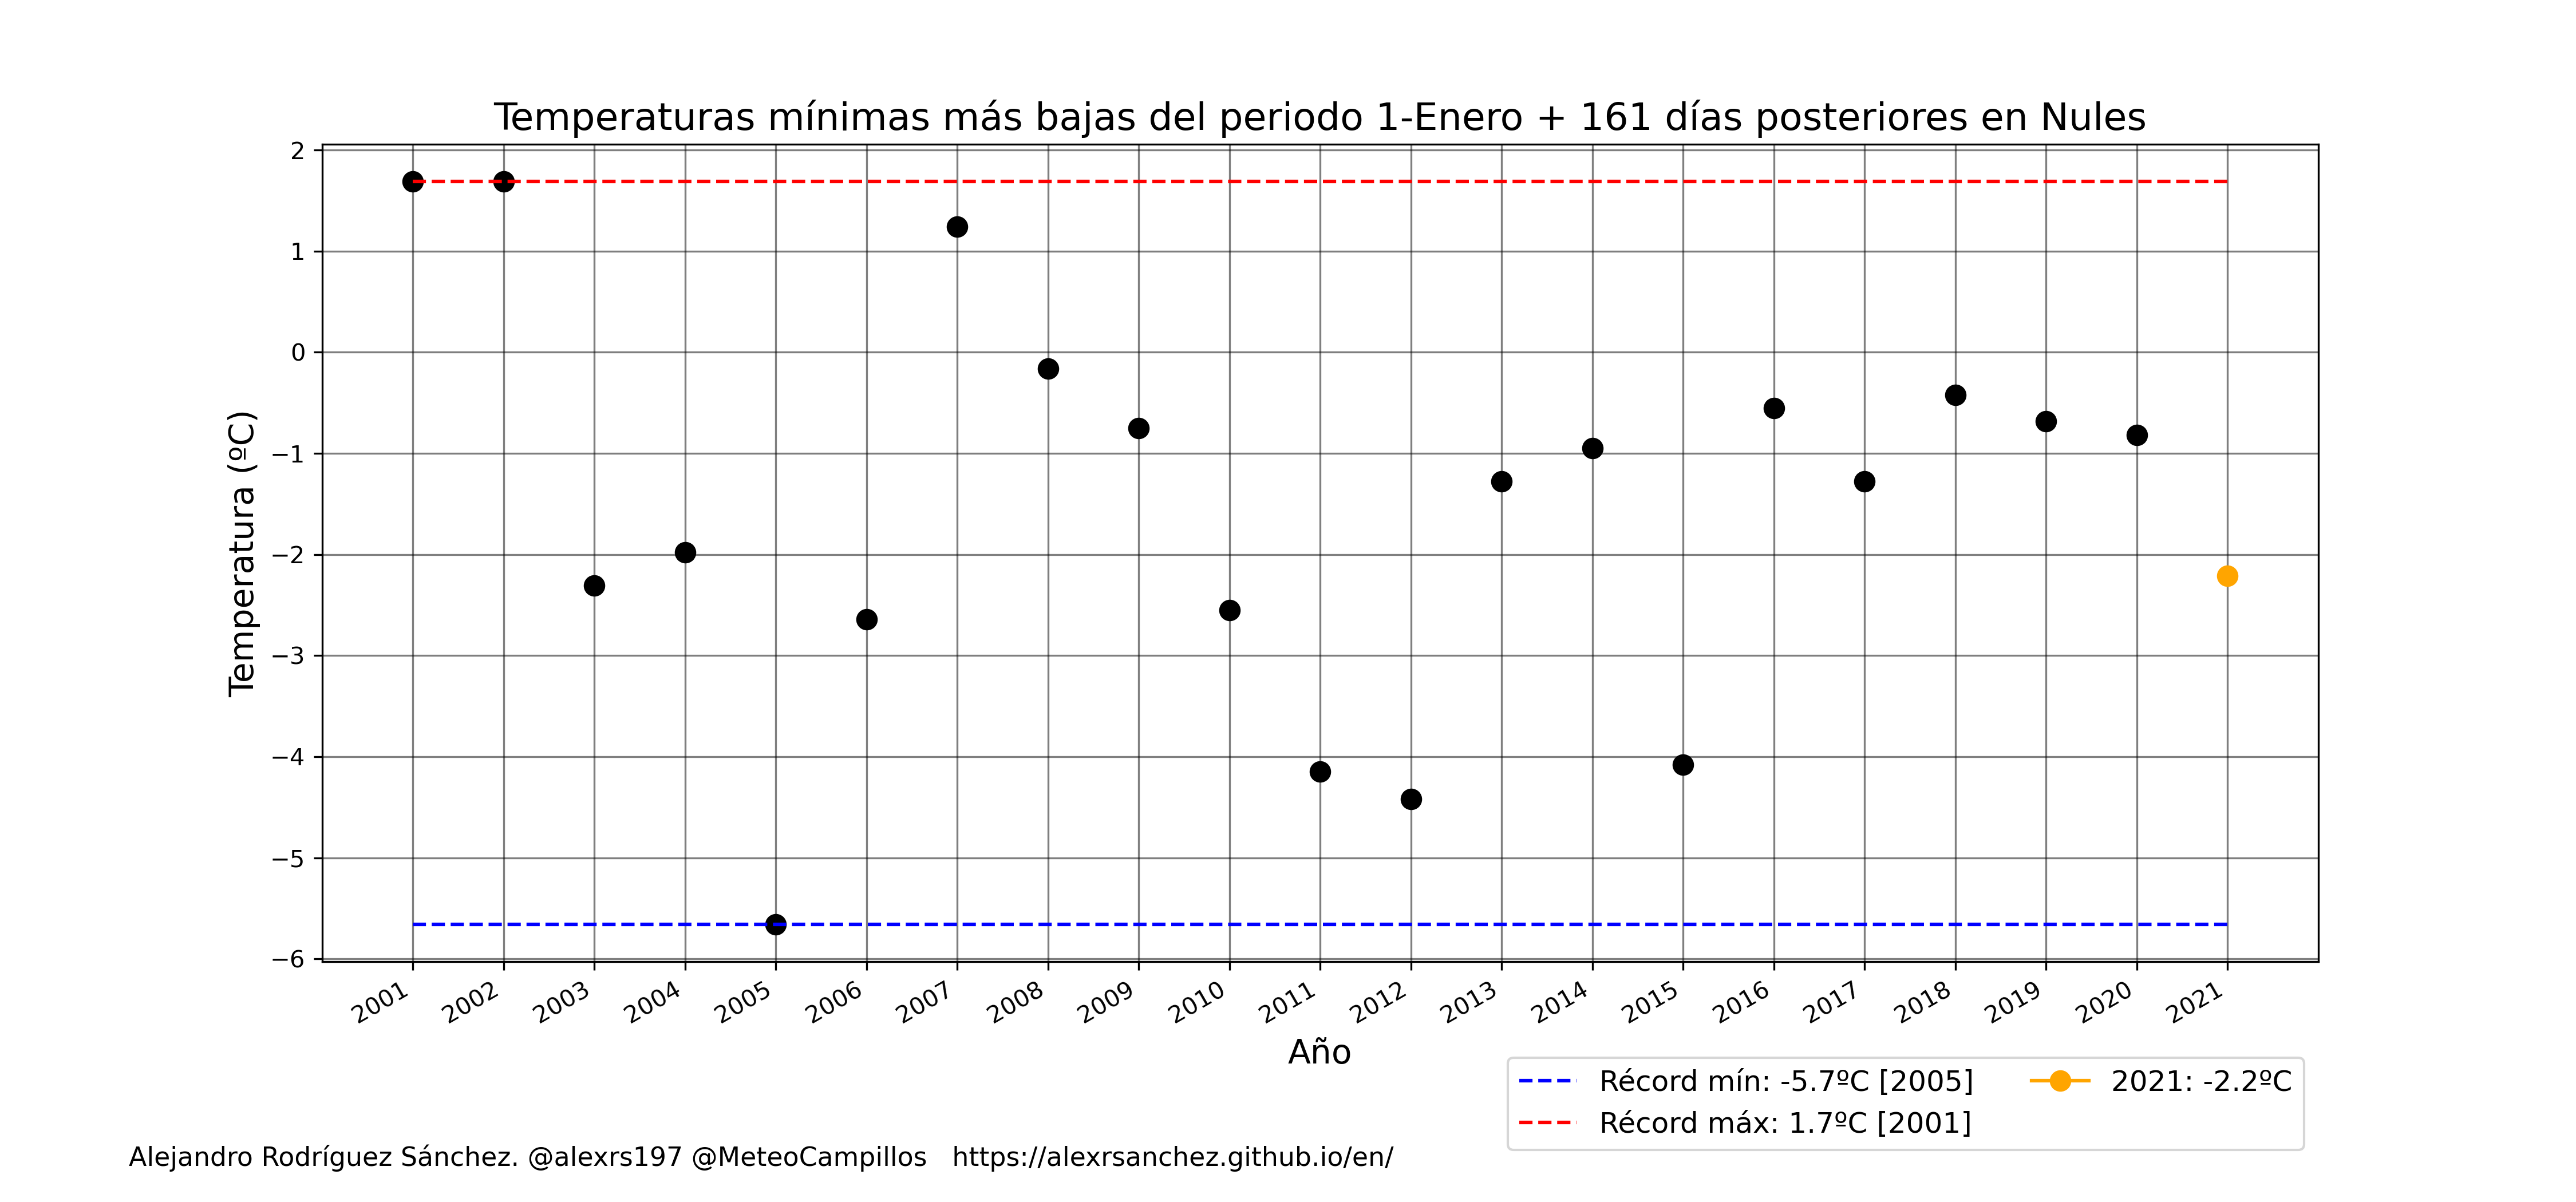 Temperaturas mínimas más bajas del periodo 1-Enero + 161 días posteriores en Nules
Temperatura (ºC)
2
1
0
−1
−2
−3
−4
−5
−6
2001 2002 2003 2004 2005 2006 2007 2008 2009 2010 2011 2012 2013 2014 2015 2016 2017 2018 2019 2020 2021
Año
Récord mín: -5.7ºC [2005]
Récord máx: 1.7ºC [2001]
2021: -2.2ºC
Alejandro Rodríguez Sánchez. @alexrs197 @MeteoCampillos https://alexrsanchez.github.io/en/